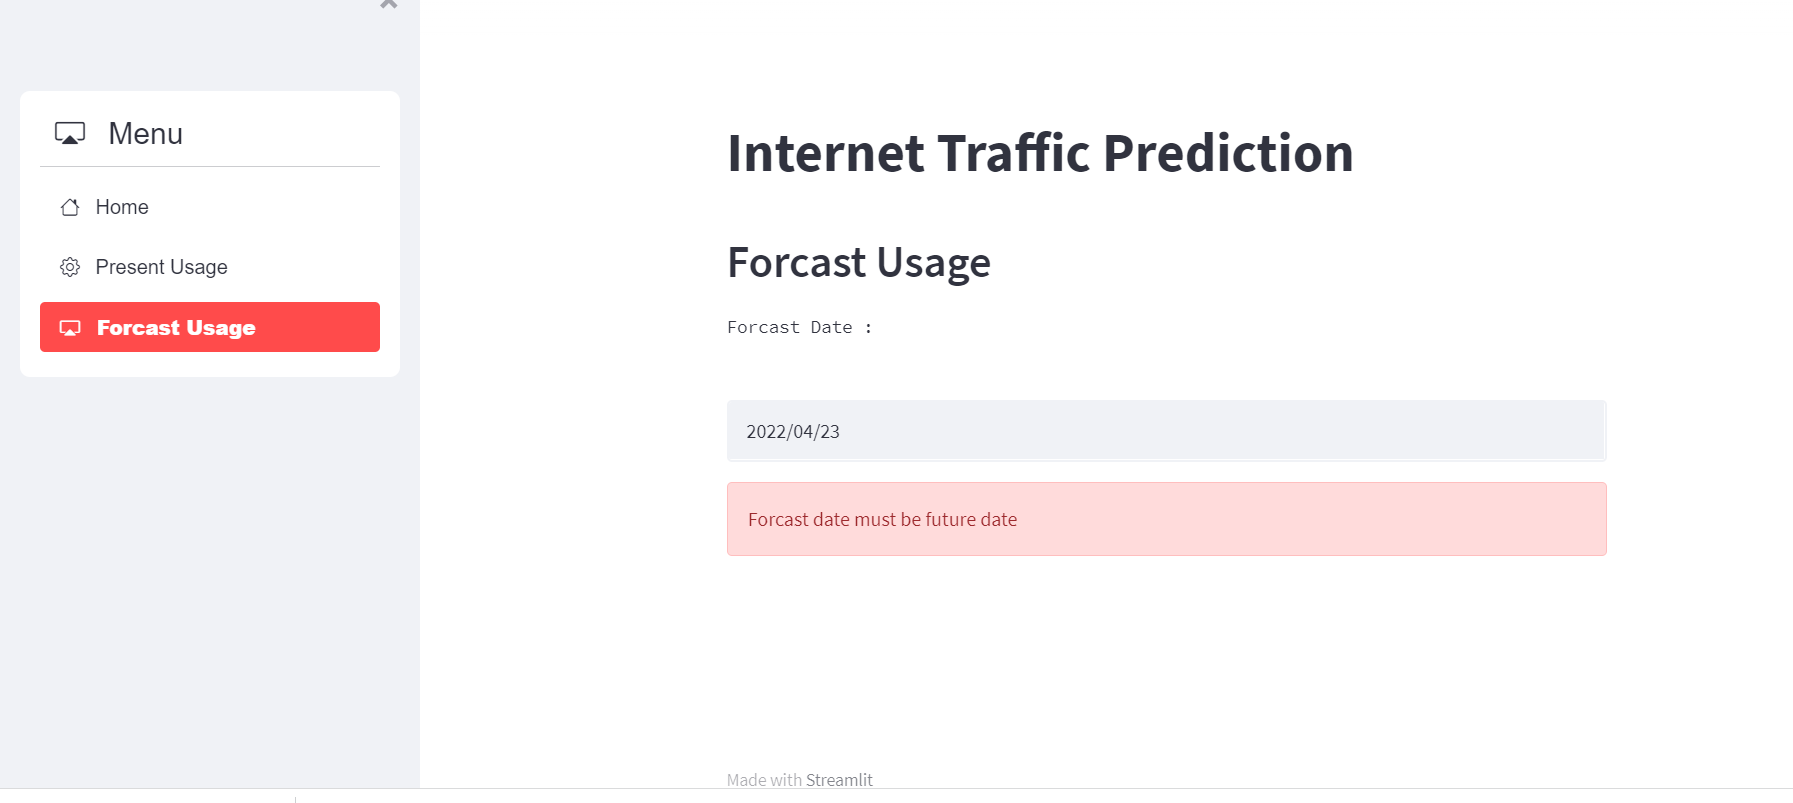 Menu
Home
Present Usage
Forcast Usage
Internet Traffic Prediction
Forcast Usage
Forcast Date :
2022/04/23
Forcast date must be future date
Made with Streamlit